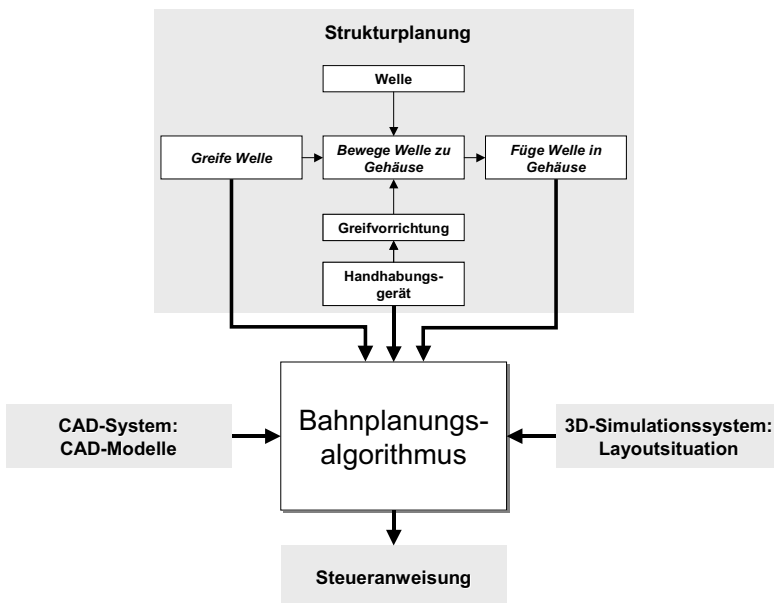 Strukturplanung
Welle
Greife Welle
Bewege Welle zu
Gehäuse
Füge Welle in
Gehäuse
Greifvorrichtung
Handhabungs-
gerät
CAD-System:
CAD-Modelle
Bahnplanungs-
algorithmus
3D-Simulationssystem:
Layoutsituation
Steueranweisung